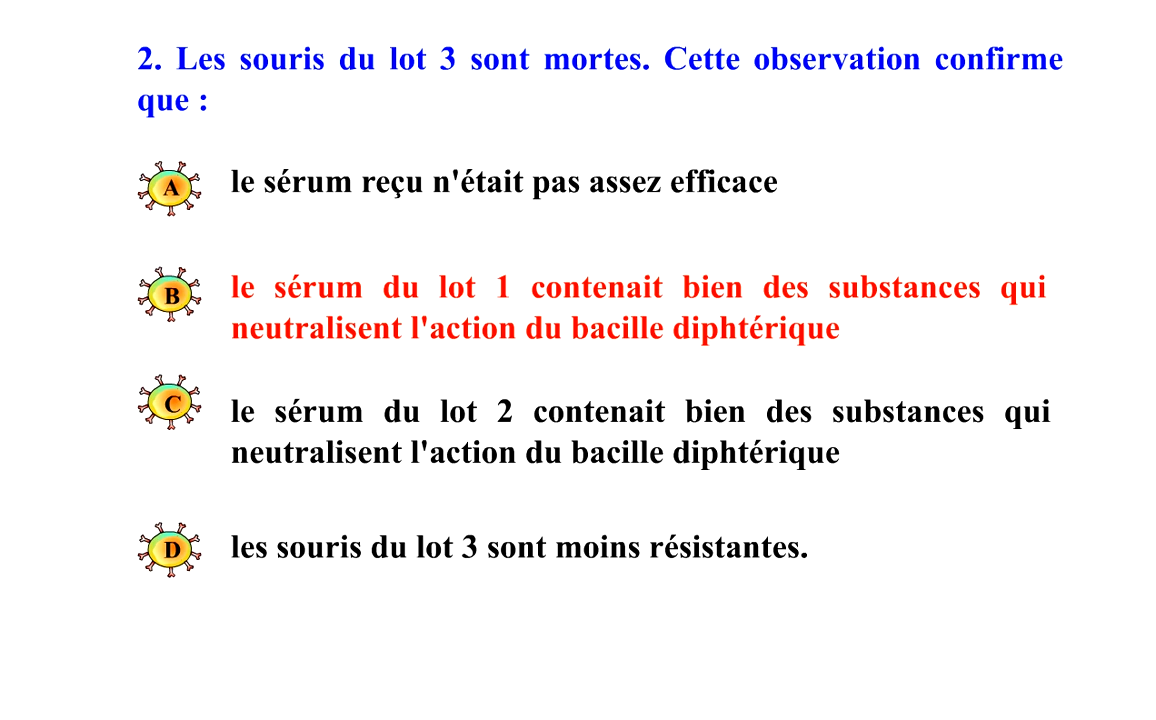 2. Les souris du lot 3 sont mortes. Cette observation confirme
que :
A le sérum reçu n'était pas assez efficace
B le sérum du lot 1 contenait bien des substances qui
neutralisent l'action du bacille diphtérique
C le sérum du lot 2 contenait bien des substances qui
neutralisent l'action du bacille diphtérique
D les souris du lot 3 sont moins résistantes.